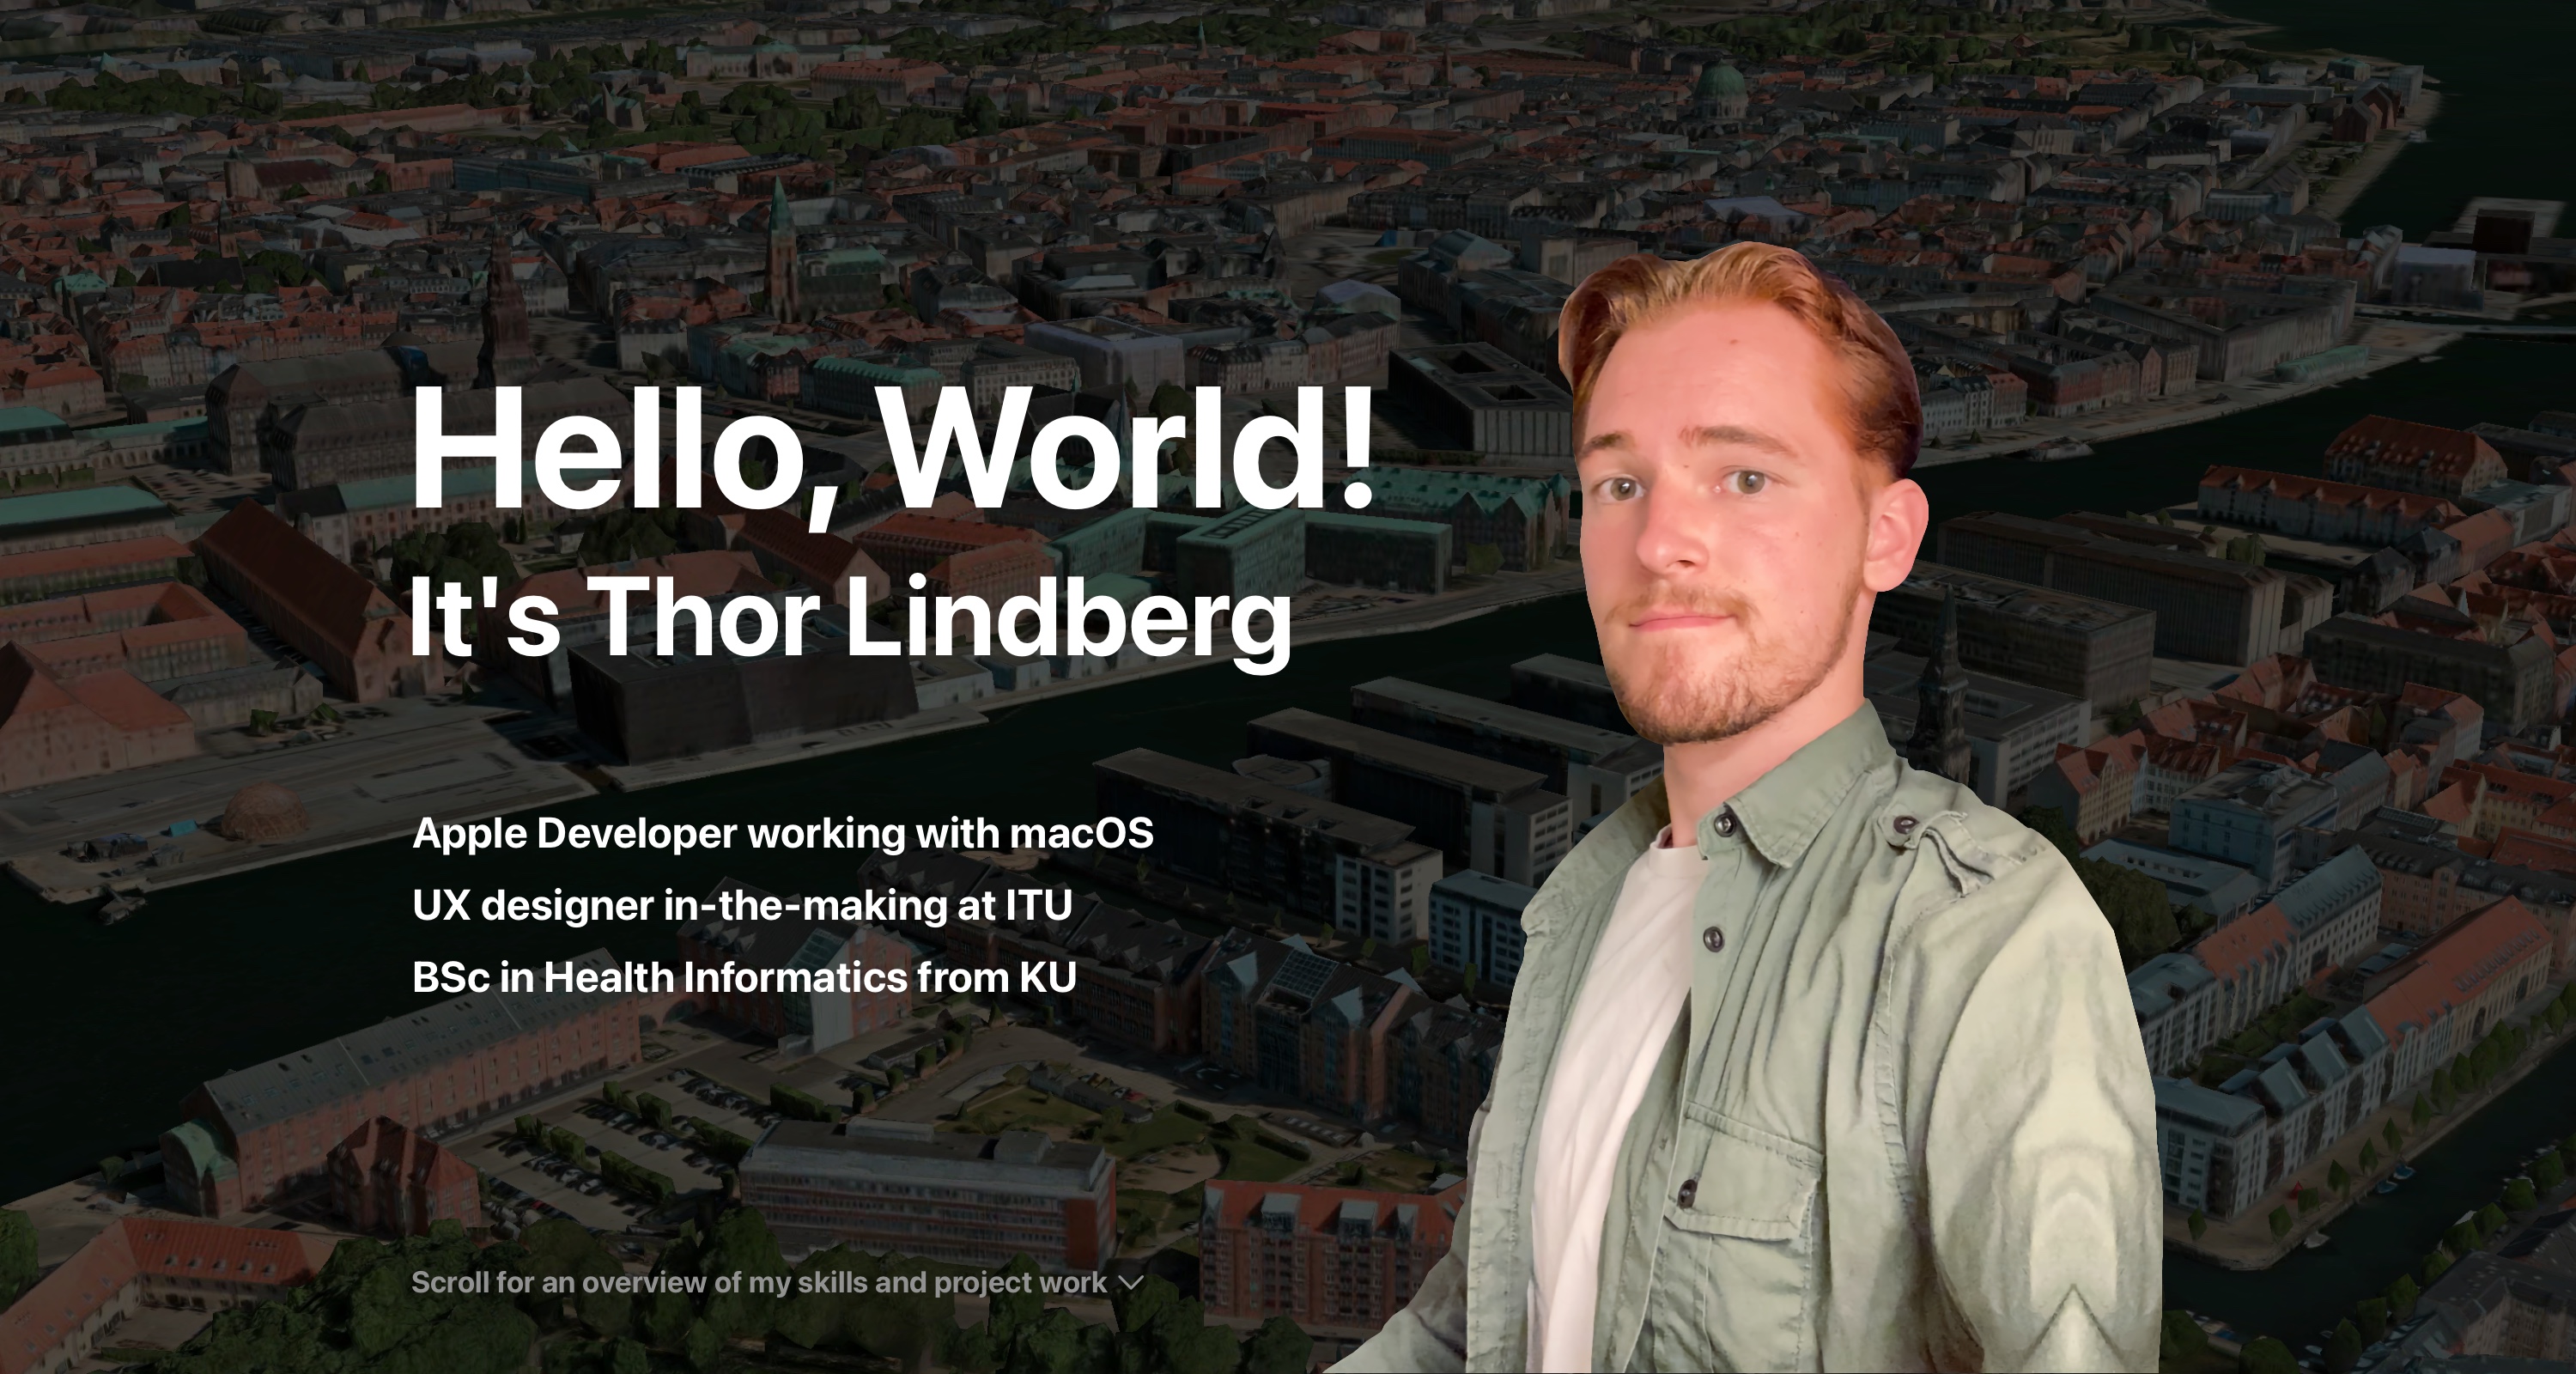 Hello, World!
It's Thor Lindberg
Apple Developer working with macOS
UX designer in-the-making at ITU
BSc in Health Informatics from KU
Scroll for an overview of my skills and project work